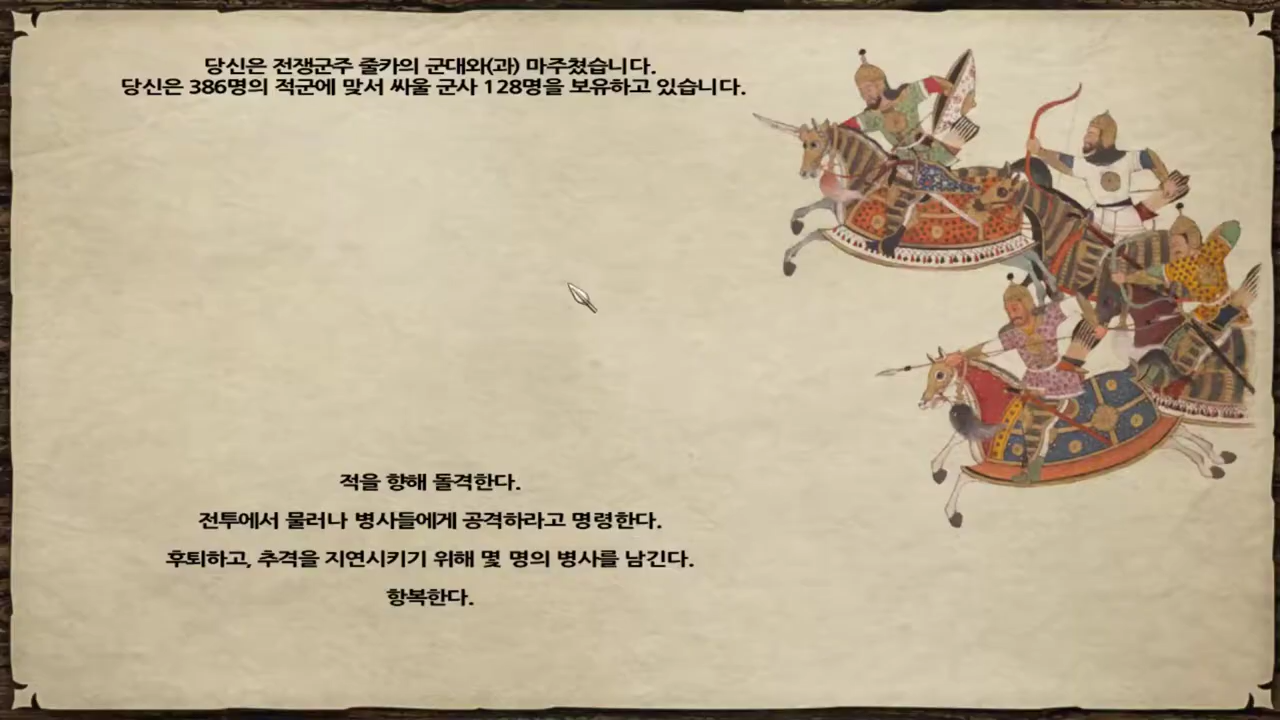 당신은 전쟁군주 줄카의 군대와(과) 마주쳤습니다.
당신은 386명의 적군에 맞서 싸울 군사 128명을 보유하고 있습니다.
적을 향해 돌격한다.
전투에서 물러나 병사들에게 공격하라고 명령한다.
후퇴하고, 추격을 지연시키기 위해 몇 명의 병사를 남긴다.
항복한다.